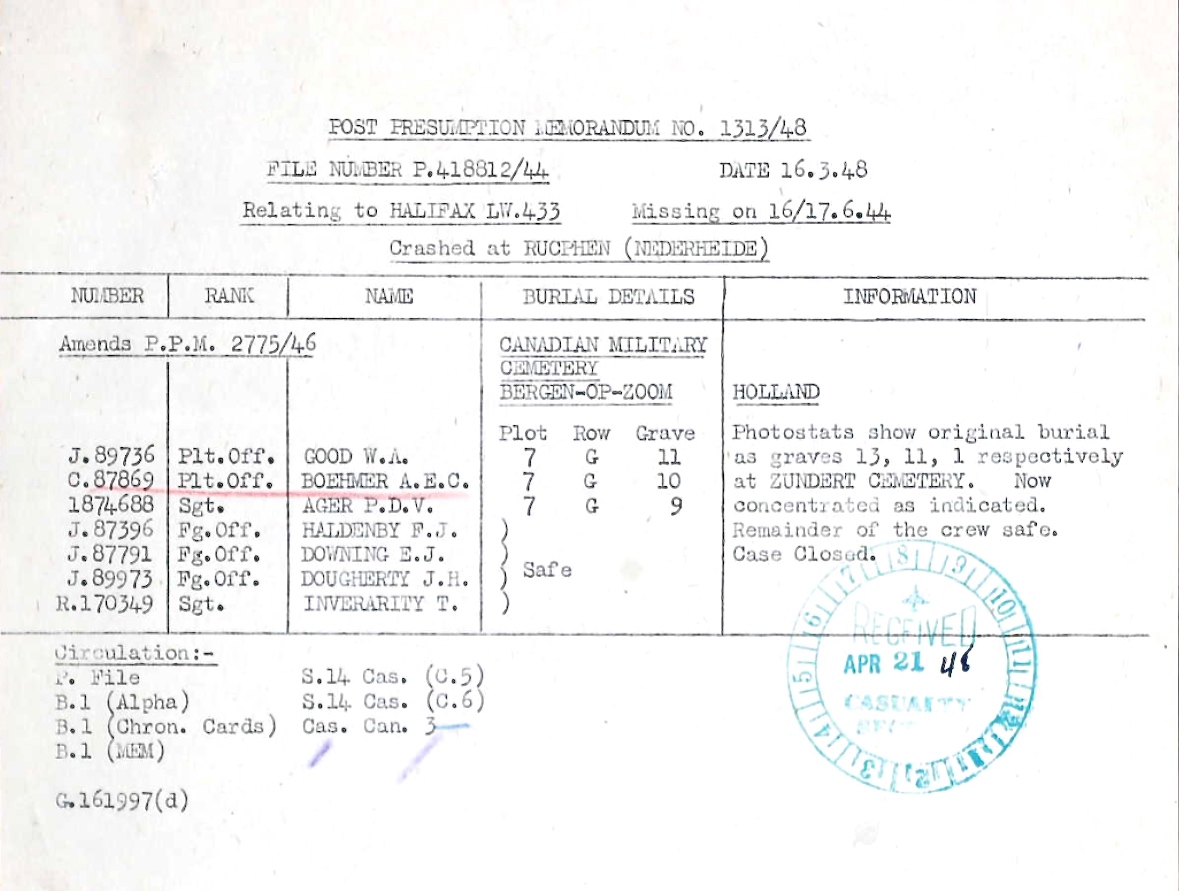 POST PRESUMPTION MEMORANDUM NO. 1313/48
FILE NUMBER P.418812/44 DATE 16.3.48
Relating to HALIFAX LW.433 Missing on 16/17.6.44
Crashed at RUCPHEN (NEDERHEIDE)
NUMBER RANK NAME BURIAL DETAILS INFORMATION
Amends P.P.M. 2775/46 CANADIAN MILITARY
CEMETERY
BERGEN-OP-ZOOM HOLLAND
Plot Row Grave Photostats show original burial
J.89736 Plt.Off. GOOD W.A. 7 G 11 as graves 13, 11, 1 respectively
C.87869 Plt.Off. BOEHMER A.E.C. 7 G 10 at ZUNDERT CEMETERY. Now
1874688 Sgt. AGER P.D.V. 7 G 9 concentrated as indicated.
J.87396 Fg.Off. HALDENBY F.J. ) Remainder of the crew safe.
J.87791 Fg.Off. DOWNING E.J. ) Case Closed.
J.89973 Fg.Off. DOUGHERTY J.H. ) Safe
R.170349 Sgt. INVERARITY T. )
Circulation:-
P. File S.14 Cas. (C.5)
B.1 (Alpha) S.14 Cas. (C.6)
B.1 (Chron. Cards) Cas. Can. 3
B.1 (MEM)
G.161997(d)
RECEIVED
APR 21
CASUALTY